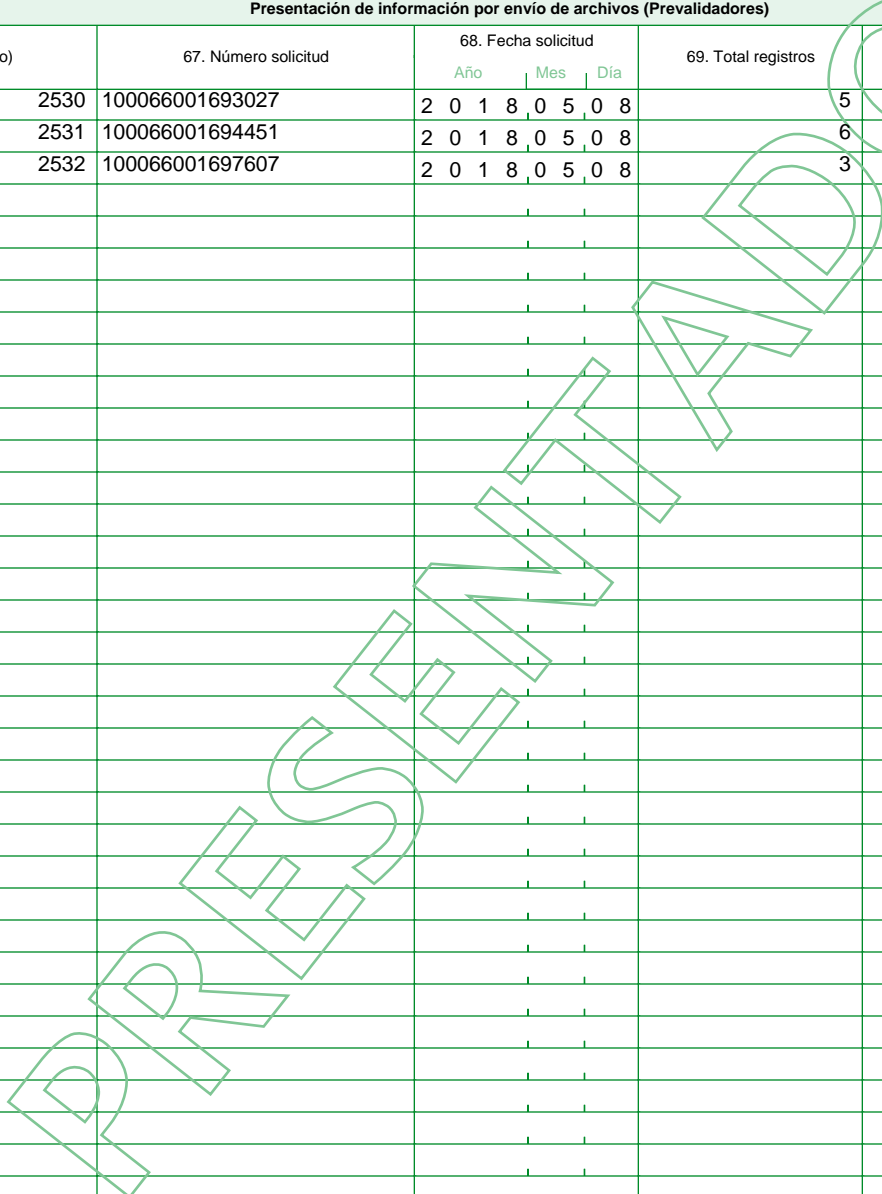 Presentación de información por envío de archivos (Prevalidadores)
o) 67. Número solicitud 68. Fecha solicitud 69. Total registros
Año Mes Día
2530 100066001693027 2 0 1 8 0 5 0 8 5
2531 100066001694451 2 0 1 8 0 5 0 8 6
2532 100066001697607 2 0 1 8 0 5 0 8 3
PRESENTADO